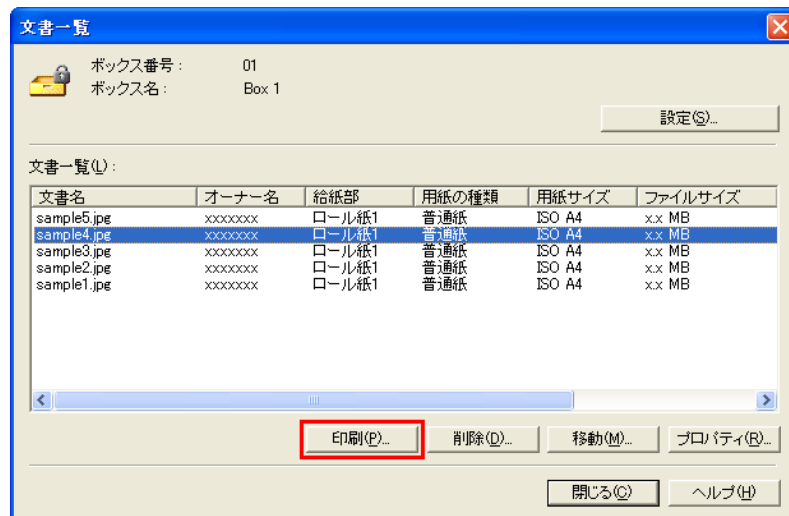 文書一覧
ボックス番号： 01
ボックス名： Box 1
設定(S)...
文書一覧(L)：
文書名 オーナー名 給紙部 用紙の種類 用紙サイズ ファイルサイズ
sample5.jpg xxxxxxx ロール紙1 普通紙 ISO A4 x.x MB
sample4.jpg xxxxxxx ロール紙1 普通紙 ISO A4 x.x MB
sample3.jpg xxxxxxx ロール紙1 普通紙 ISO A4 x.x MB
sample2.jpg xxxxxxx ロール紙1 普通紙 ISO A4 x.x MB
sample1.jpg xxxxxxx ロール紙1 普通紙 ISO A4 x.x MB
印刷(P)... 削除(D)... 移動(M)... プロパティ(R)...
閉じる(C) ヘルプ(H)